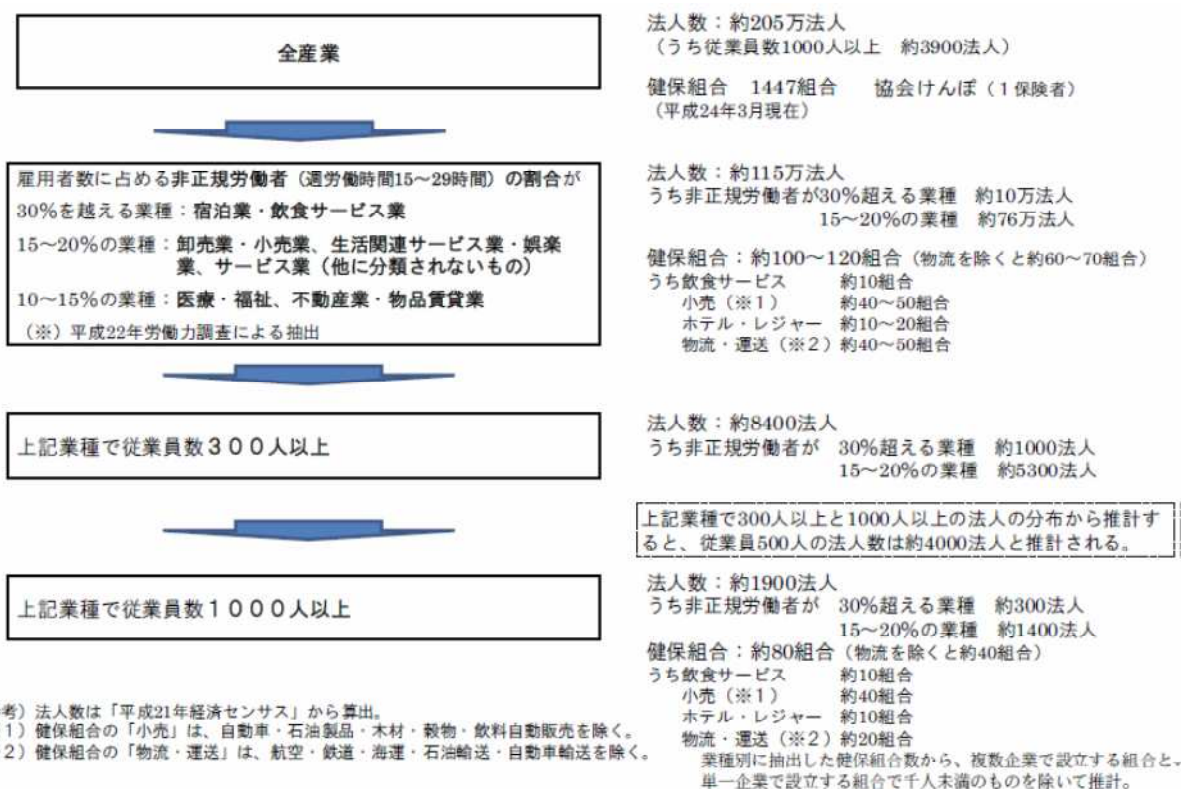 全産業
法人数：約205万法人
（うち従業員数1000人以上　約3900法人）
健保組合　1447組合　　協会けんぽ（１保険者）
（平成24年3月現在）
雇用者数に占める非正規労働者（週労働時間15～29時間）の割合が
30％を越える業種：宿泊業・飲食サービス業
15～20％の業種：卸売業・小売業、生活関連サービス業・娯楽
業、サービス業（他に分類されないもの）
10～15％の業種：医療・福祉、不動産業・物品賃貸業
（※）平成22年労働力調査による抽出
法人数：約115万法人
うち非正規労働者が30％超える業種　約10万法人
15～20％の業種　約76万法人
健保組合：約100～120組合（物流を除くと約60～70組合）
うち飲食サービス　　約10組合
小売（※１）　　約40～50組合
ホテル・レジャー　約10～20組合
物流・運送（※２）約40～50組合
上記業種で従業員数３００人以上
法人数：約8400法人
うち非正規労働者が　30％超える業種　約1000法人
15～20％の業種　約5300法人
上記業種で300人以上と1000人以上の法人の分布から推計す
ると、従業員500人の法人数は約4000法人と推計される。
上記業種で従業員数１０００人以上
法人数：約1900法人
うち非正規労働者が　30％超える業種　約300法人
15～20％の業種　約1400法人
健保組合：約80組合（物流を除くと約40組合）
うち飲食サービス　　約10組合
小売（※１）　　約40組合
ホテル・レジャー　約10組合
物流・運送（※２）約20組合
業種別に抽出した健保組合数から、複数企業で設立する組合と、
単一企業で設立する組合で千人未満のものを除いて推計。
考）法人数は「平成21年経済センサス」から算出。
１）健保組合の「小売」は、自動車・石油製品・木材・穀物・飲料自動販売を除く。
２）健保組合の「物流・運送」は、航空・鉄道・海運・石油輸送・自動車輸送を除く。